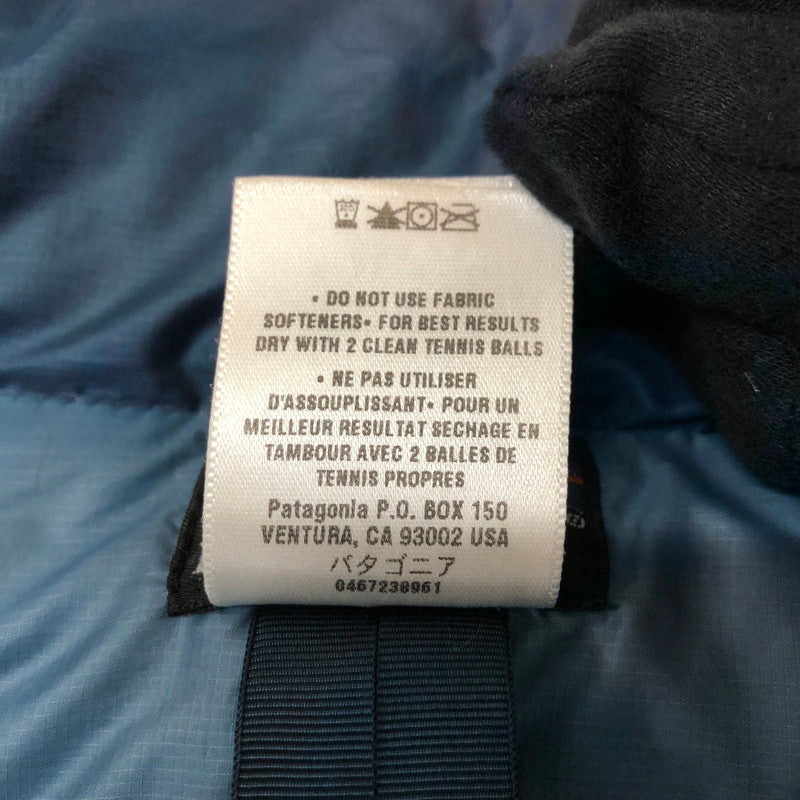 • DO NOT USE FABRIC
SOFTENERS• FOR BEST RESULTS
DRY WITH 2 CLEAN TENNIS BALLS
• NE PAS UTILISER
D'ASSOUPLISSANT• POUR UN
MEILLEUR RESULTAT SECHAGE EN
TAMBOUR AVEC 2 BALLES DE
TENNIS PROPRES
Patagonia P.O. BOX 150
VENTURA, CA 93002 USA
パタゴニア
0467238961